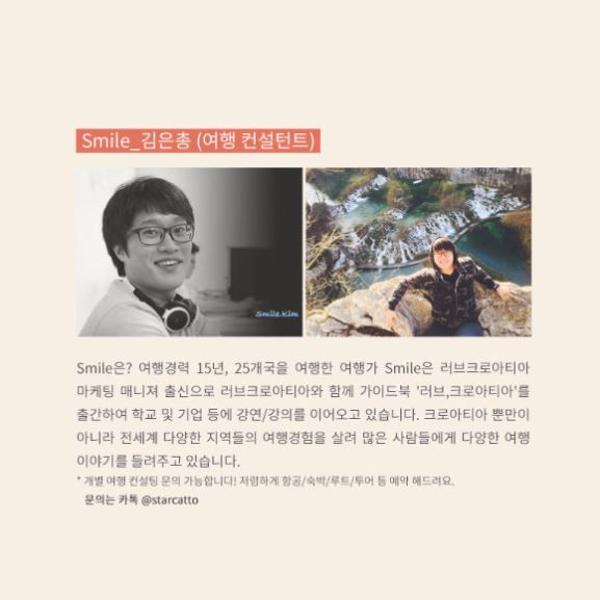 Smile_김은총 (여행 컨설턴트)
Smile Kim
Smile은? 여행경력 15년, 25개국을 여행한 여행가 Smile은 러브크로아티아
마케팅 매니져 출신으로 러브크로아티아와 함께 가이드북 '러브,크로아티아'를
출간하여 학교 및 기업 등에 강연/강의를 이어오고 있습니다. 크로아티아 뿐만이
아니라 전세계 다양한 지역들의 여행경험을 살려 많은 사람들에게 다양한 여행
이야기를 들려주고 있습니다.
* 개별 여행 컨설팅 문의 가능합니다! 저렴하게 항공/숙박/루트/투어 등 예약 해드려요.
문의는 카톡 @starcatto